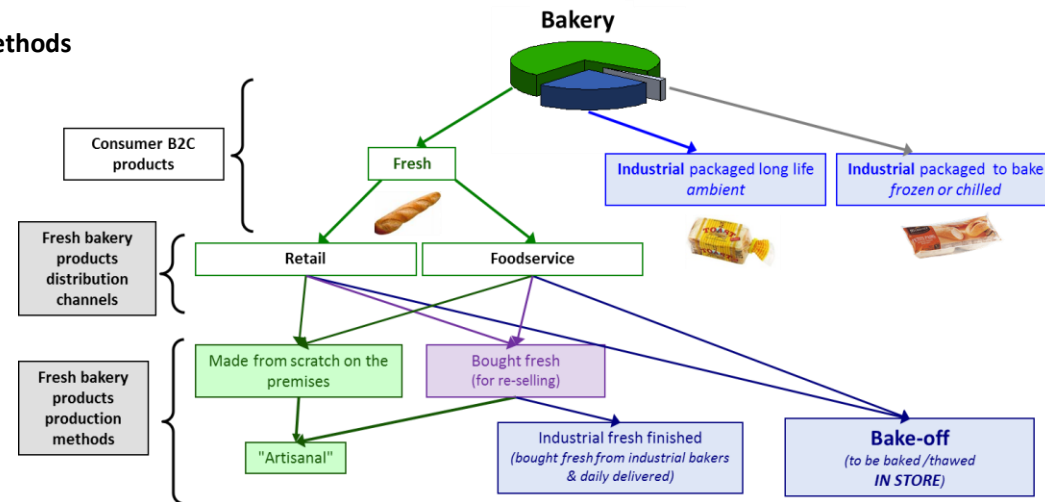 ethods
Bakery
Consumer B2C
products
Fresh
Industrial packaged long life
ambient
Industrial packaged to bake
frozen or chilled
TOAST
Fresh bakery
products
distribution
channels
Retail
Foodservice
Fresh bakery
products
production
methods
Made from scratch on the
premises
Bought fresh
(for re-selling)
"Artisanal"
Industrial fresh finished
(bought fresh from industrial bakers
& daily delivered)
Bake-off
(to be baked /thawed
IN STORE)